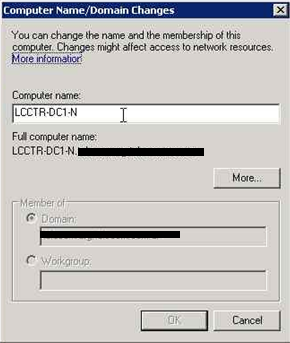 Computer Name/Domain Changes
You can change the name and the membership of this
computer. Changes might affect access to network resources.
More information
Computer name:
LCCTR-DC1-N
Full computer name:
LCCTR-DC1-N.
More...
Member of
Domain:
Workgroup:
OK
Cancel